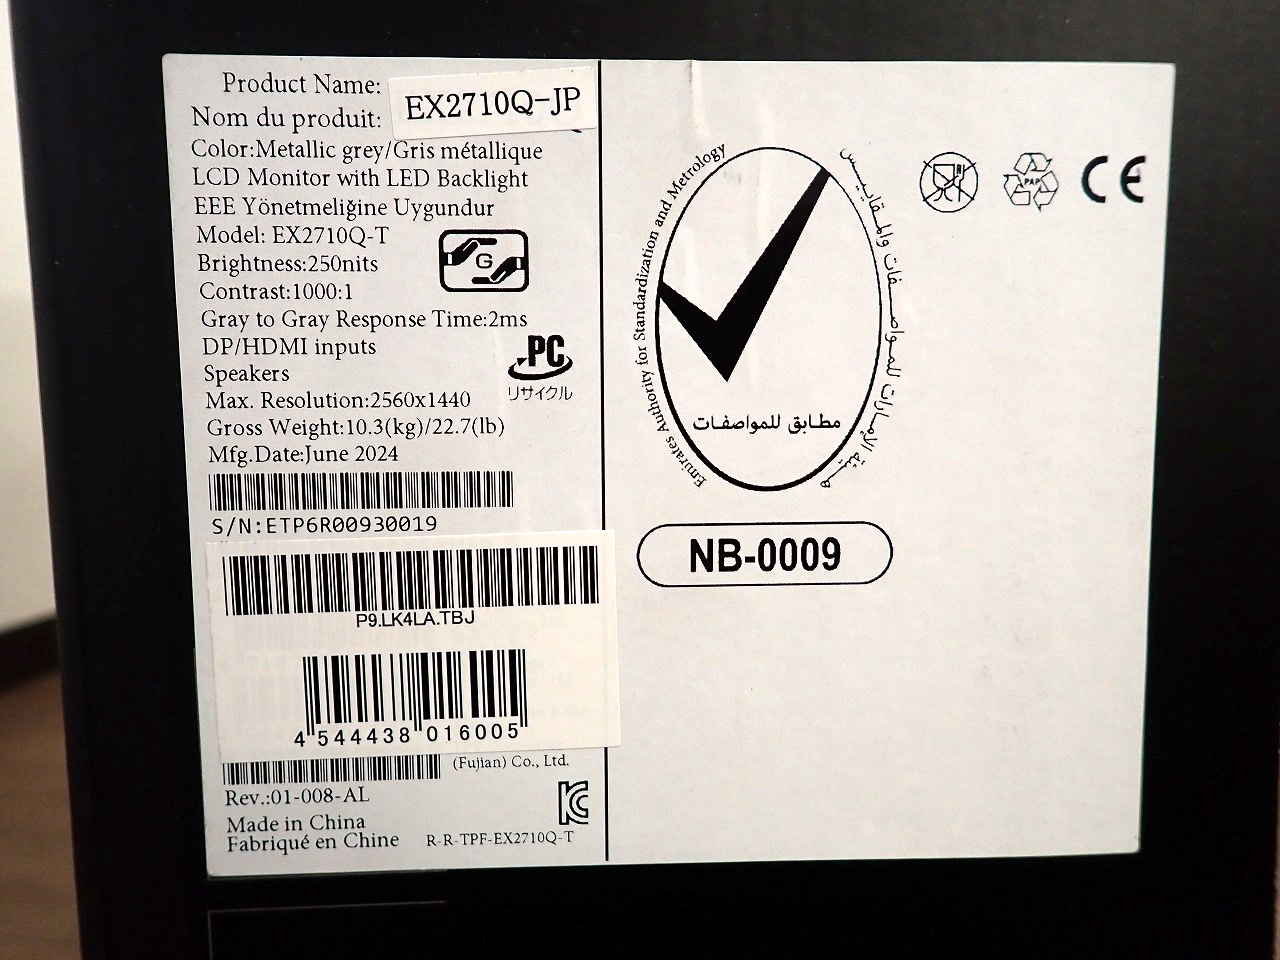 Product Name:
Nom du produit:
EX2710Q-JP
Color:Metallic grey/Gris métallique
LCD Monitor with LED Backlight
EEE Yönetmeliğine Uygundur
Model: EX2710Q-T
Brightness:250nits
G
Contrast:1000:1
Gray to Gray Response Time:2ms
DP/HDMI inputs
PC
リサイクル
Speakers
Max. Resolution:2560x1440
Gross Weight:10.3(kg)/22.7(lb)
Mfg.Date:June 2024
S/N:ETP6R00930019
P9.LK4LA.TBJ
4 544438 016005
(Fujian) Co., Ltd.
Rev.:01-008-AL
Made in China
Fabriqué en Chine
R-R-TPF-EX2710Q-T
Emirates Authority for Standardization and Metrology
هيئة الإمارات للمواصفات والمقاييس
مطابق للمواصفات
NB-0009
PAP
CE